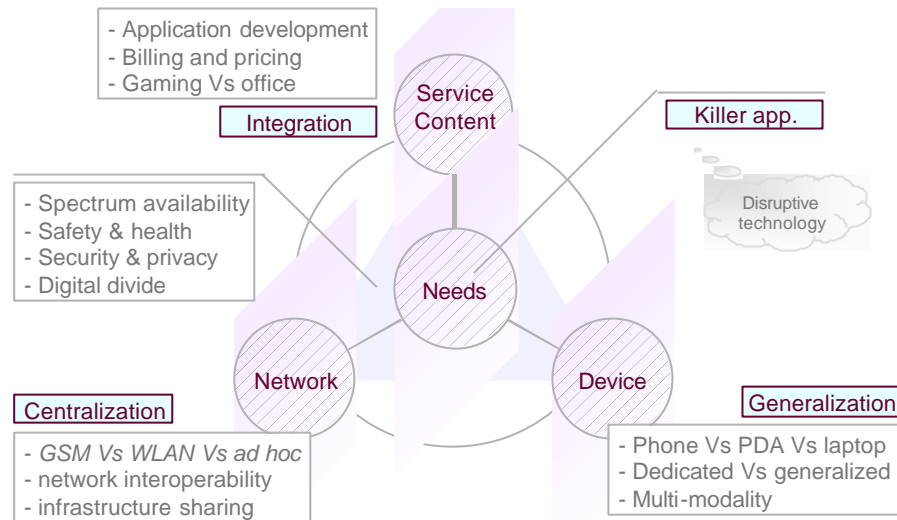 - Application development
- Billing and pricing
- Gaming Vs office
Integration
Service
Content
Killer app.
Disruptive
technology
- Spectrum availability
- Safety & health
- Security & privacy
- Digital divide
Needs
Network
Device
Centralization
- GSM Vs WLAN Vs ad hoc
- network interoperability
- infrastructure sharing
Generalization
- Phone Vs PDA Vs laptop
- Dedicated Vs generalized
- Multi-modality